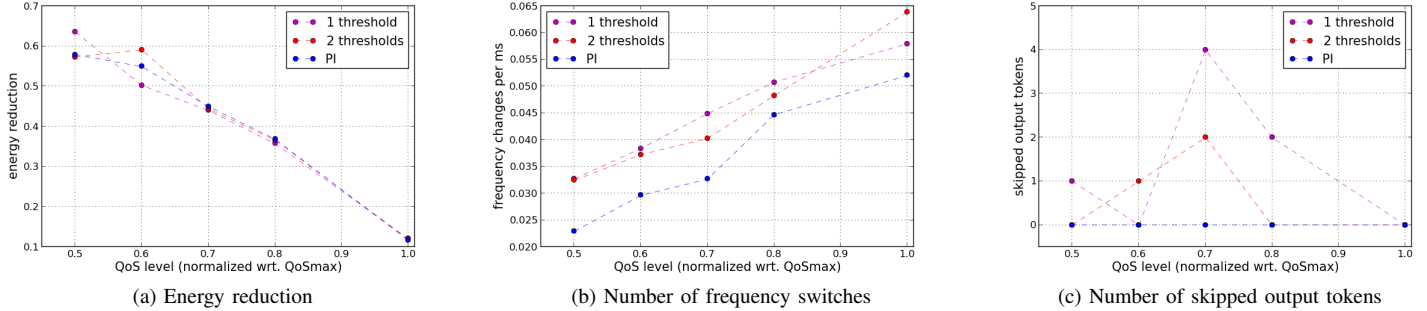 0.7
0.6
0.5
0.4
0.3
0.2
0.1
energy reduction
1 threshold
2 thresholds
PI
0.5 0.6 0.7 0.8 0.9 1.0
QoS level (normalized wrt. QoSmax)
(a) Energy reduction
0.065
0.060
0.055
0.050
0.045
0.040
0.035
0.030
0.025
0.020
frequency changes per ms
1 threshold
2 thresholds
PI
0.5 0.6 0.7 0.8 0.9 1.0
QoS level (normalized wrt. QoSmax)
(b) Number of frequency switches
5
4
3
2
1
0
skipped output tokens
1 threshold
2 thresholds
PI
0.5 0.6 0.7 0.8 0.9 1.0
QoS level (normalized wrt. QoSmax)
(c) Number of skipped output tokens